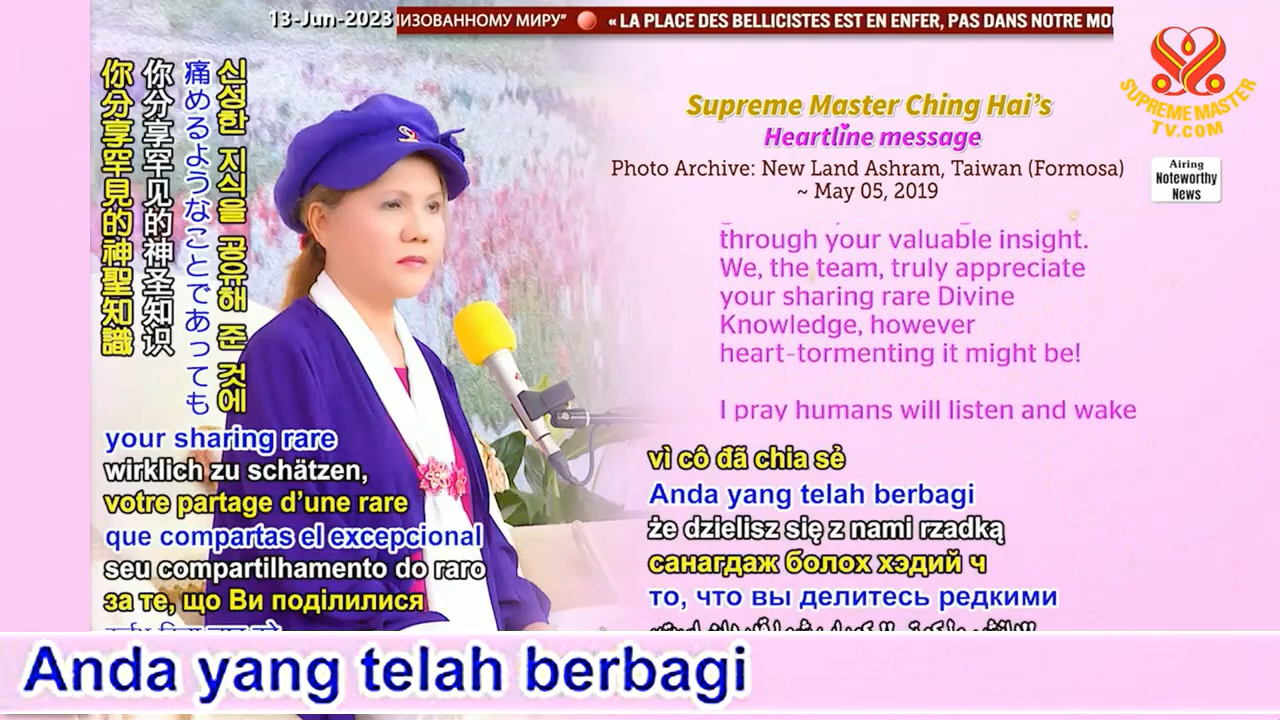 13-Jun-2023
ИЗОВАННОМУ МИРУ” « LA PLACE DES BELLICISTES EST EN ENFER, PAS DANS NOTRE
SUPREME MASTER
TV.COM
Airing
Noteworthy
News
Supreme Master Ching Hai’s
Heartline message
Photo Archive: New Land Ashram, Taiwan (Formosa)
~ May 05, 2019
through your valuable insight.
We, the team, truly appreciate
your sharing rare Divine
Knowledge, however
heart-tormenting it might be!
I pray humans will listen and wake
你分享罕見的神聖知識
你分享罕见的神圣知识
痛めるようなことであっても
신성한 지식을 공유해 준 것에
your sharing rare
wirklich zu schätzen,
votre partage d’une rare
que compartas el excepcional
seu compartilhamento do raro
за те, що Ви поділилися
vì cô đã chia sẻ
Anda yang telah berbagi
że dzielisz się z nami rzadką
санагдаж болох хэдий ч
то, что вы делитесь редкими
Anda yang telah berbagi